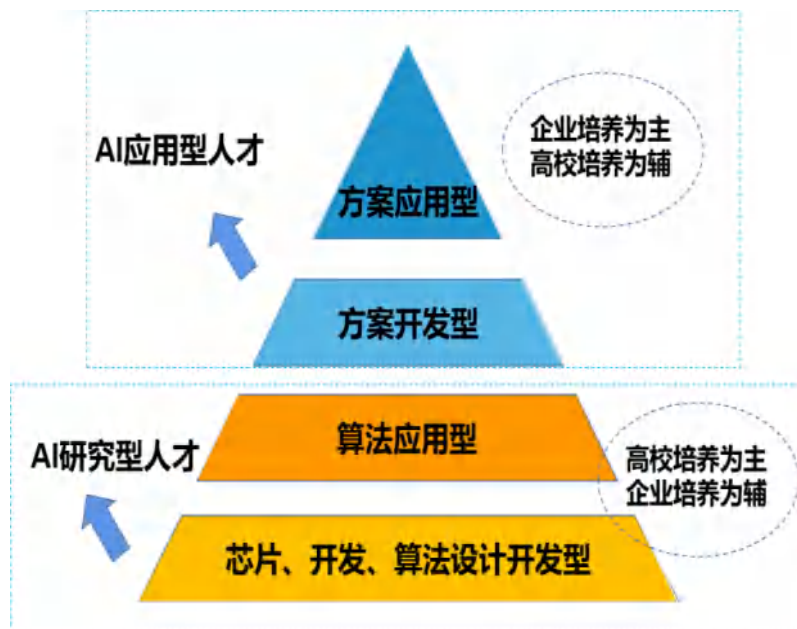 AI应用型人才
企业培养为主
高校培养为辅
方案应用型
方案开发型
算法应用型
AI研究型人才
高校培养为主
企业培养为辅
芯片、开发、算法设计开发型